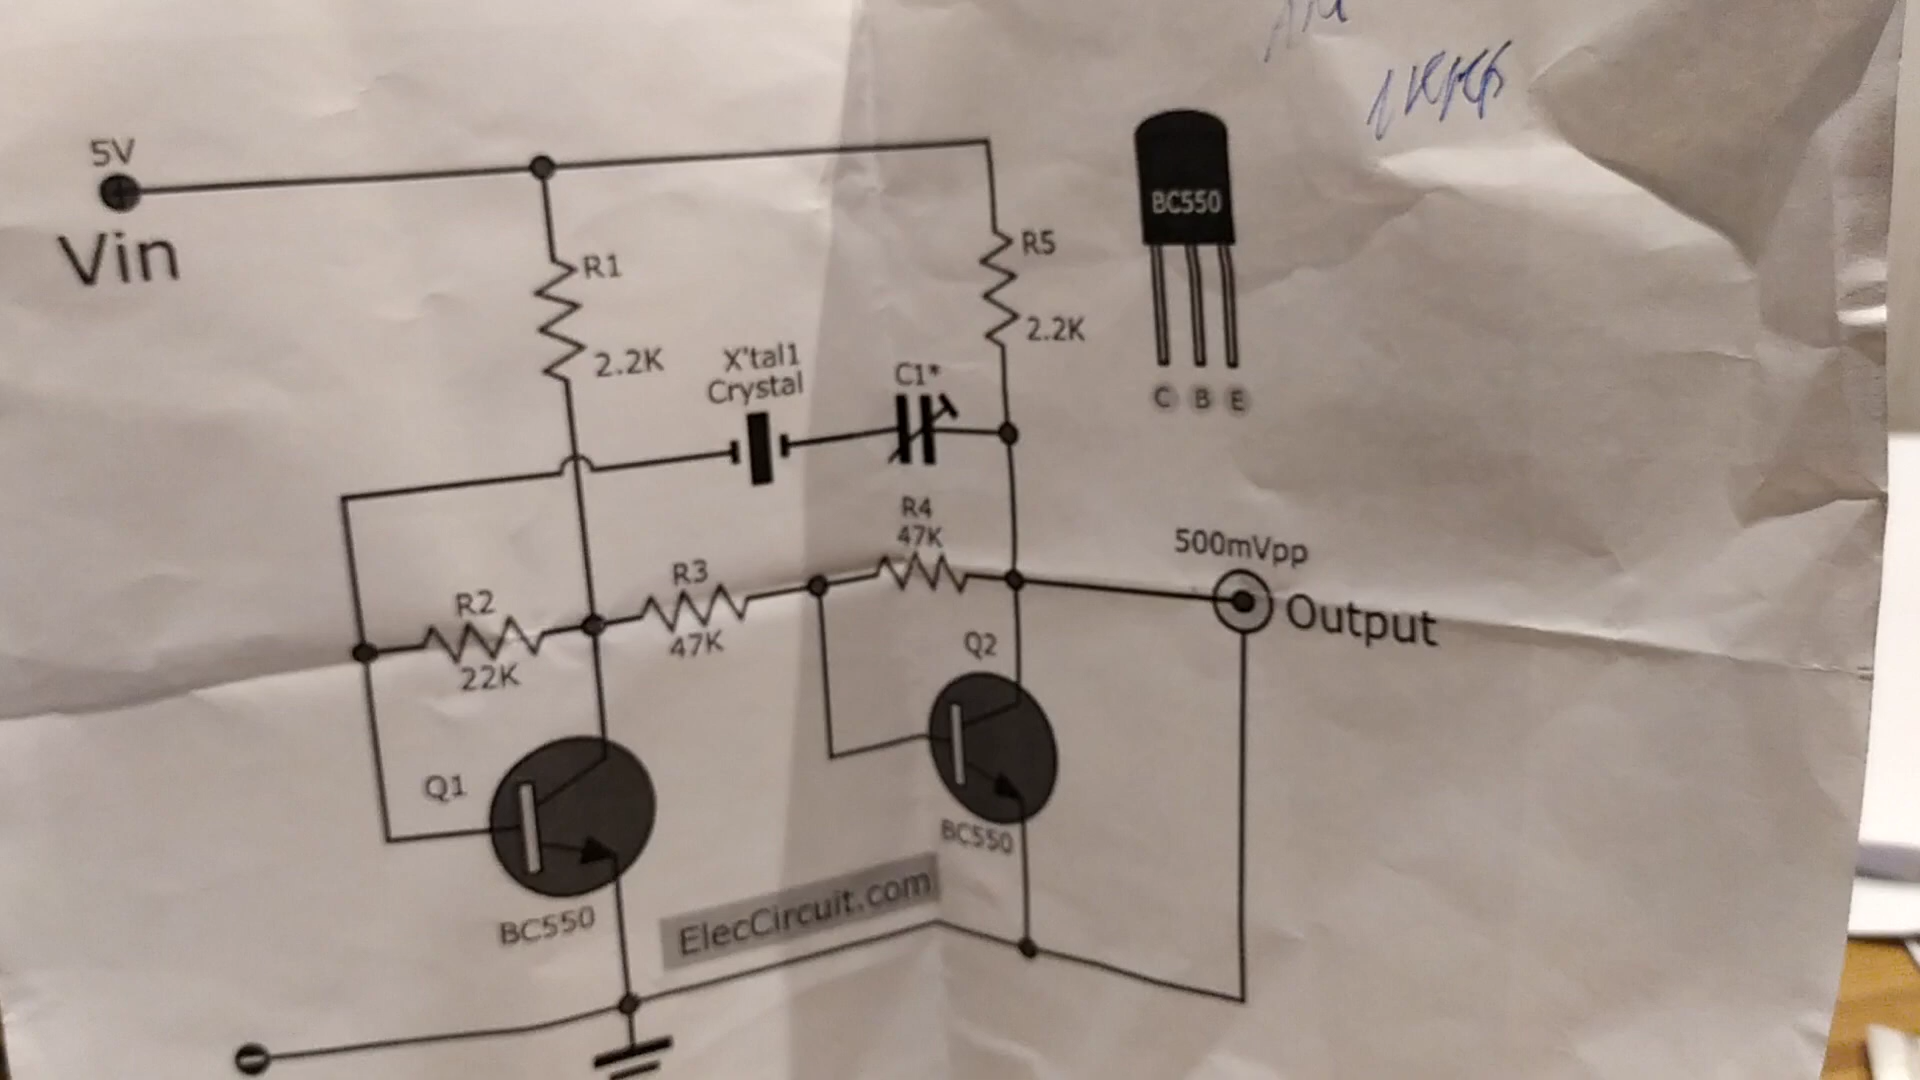 5V
Vin
R1
2.2K
R5
2.2K
BC550
C B E
X'tal1
Crystal
C1*
R4
47K
R3
47K
R2
22K
500mVpp
Output
Q2
BC550
Q1
BC550
ElecCircuit.com